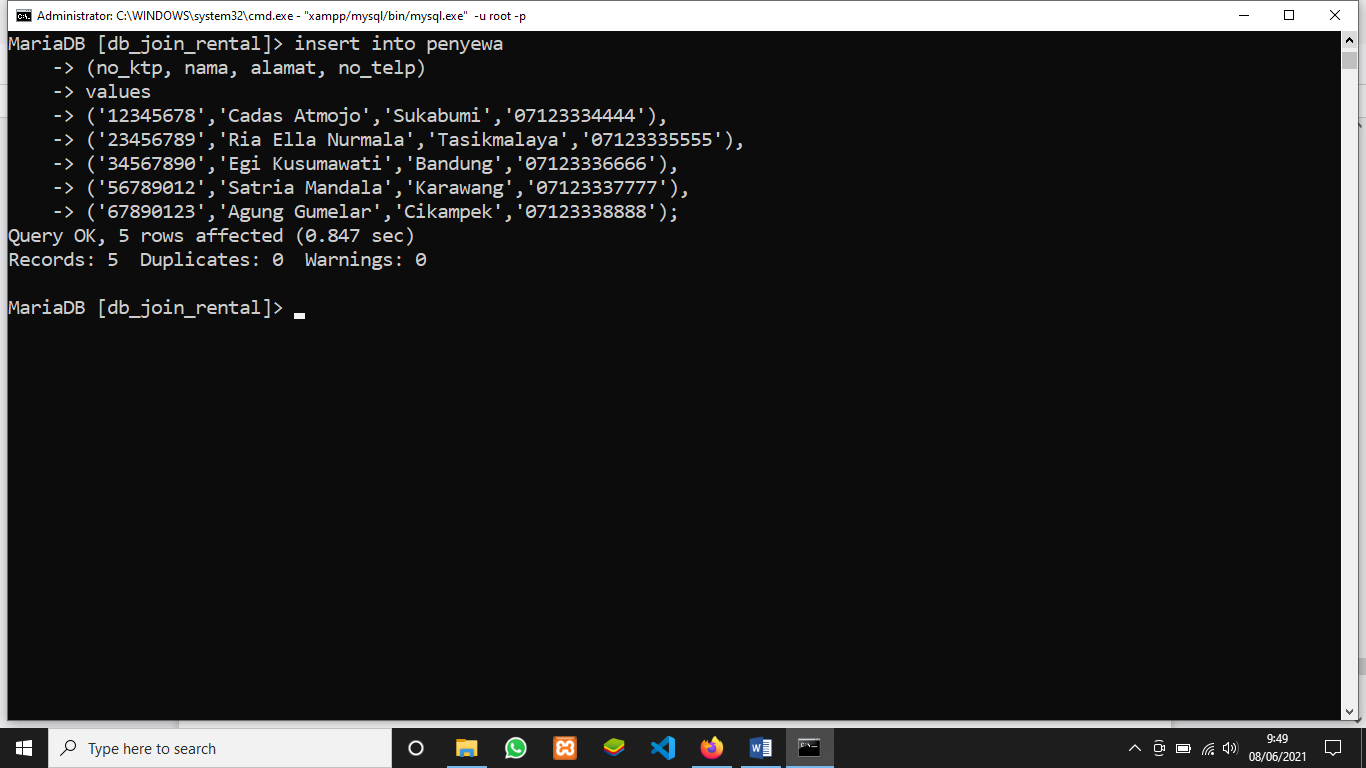 Administrator: C:\WINDOWS\system32\cmd.exe - "xampp/mysql/bin/mysql.exe" -u root -p
MariaDB [db_join_rental]> insert into penyewa
    -> (no_ktp, nama, alamat, no_telp)
    -> values
    -> ('12345678','Cadas Atmojo','Sukabumi','07123334444'),
    -> ('23456789','Ria Ella Nurmala','Tasikmalaya','07123335555'),
    -> ('34567890','Egi Kusumawati','Bandung','07123336666'),
    -> ('56789012','Satria Mandala','Karawang','07123337777'),
    -> ('67890123','Agung Gumelar','Cikampek','07123338888');
Query OK, 5 rows affected (0.847 sec)
Records: 5  Duplicates: 0  Warnings: 0
MariaDB [db_join_rental]>
Type here to search
9:49
08/06/2021